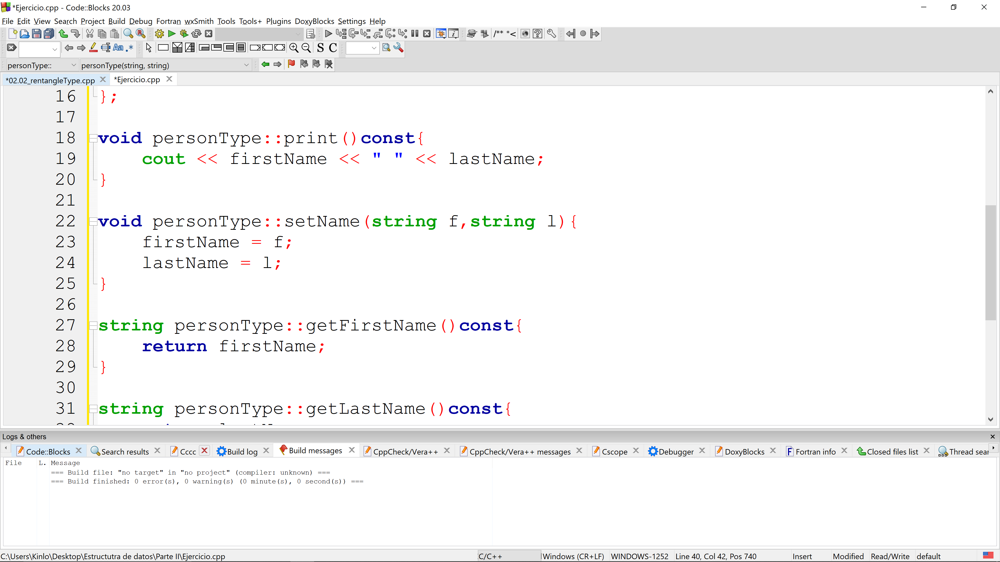 *Ejercicio.cpp - Code::Blocks 20.03
File Edit View Search Project Build Debug Fortran wxSmith Tools Tools+ Plugins DoxyBlocks Settings Help
/** *<
Aa .* S C
personType:: personType(string, string)
*02.02_rentangleType.cpp *Ejercicio.cpp
16 };
17
18 void personType::print()const{
19 cout << firstName << " " << lastName;
20 }
21
22 void personType::setName(string f,string l){
23 firstName = f;
24 lastName = l;
25 }
26
27 string personType::getFirstName()const{
28 return firstName;
29 }
30
31 string personType::getLastName()const{
Logs & others
Code::Blocks Search results Cccc Build log Build messages CppCheck/Vera++ CppCheck/Vera++ messages Cscope Debugger DoxyBlocks Fortran info Closed files list Thread sear
File L. Message
=== Build file: "no target" in "no project" (compiler: unknown) ===
=== Build finished: 0 error(s), 0 warning(s) (0 minute(s), 0 second(s)) ===
C:\Users\Kinlo\Desktop\Estructutra de datos\Parte II\Ejercicio.cpp C/C++ Windows (CR+LF) WINDOWS-1252 Line 40, Col 42, Pos 740 Insert Modified Read/Write default